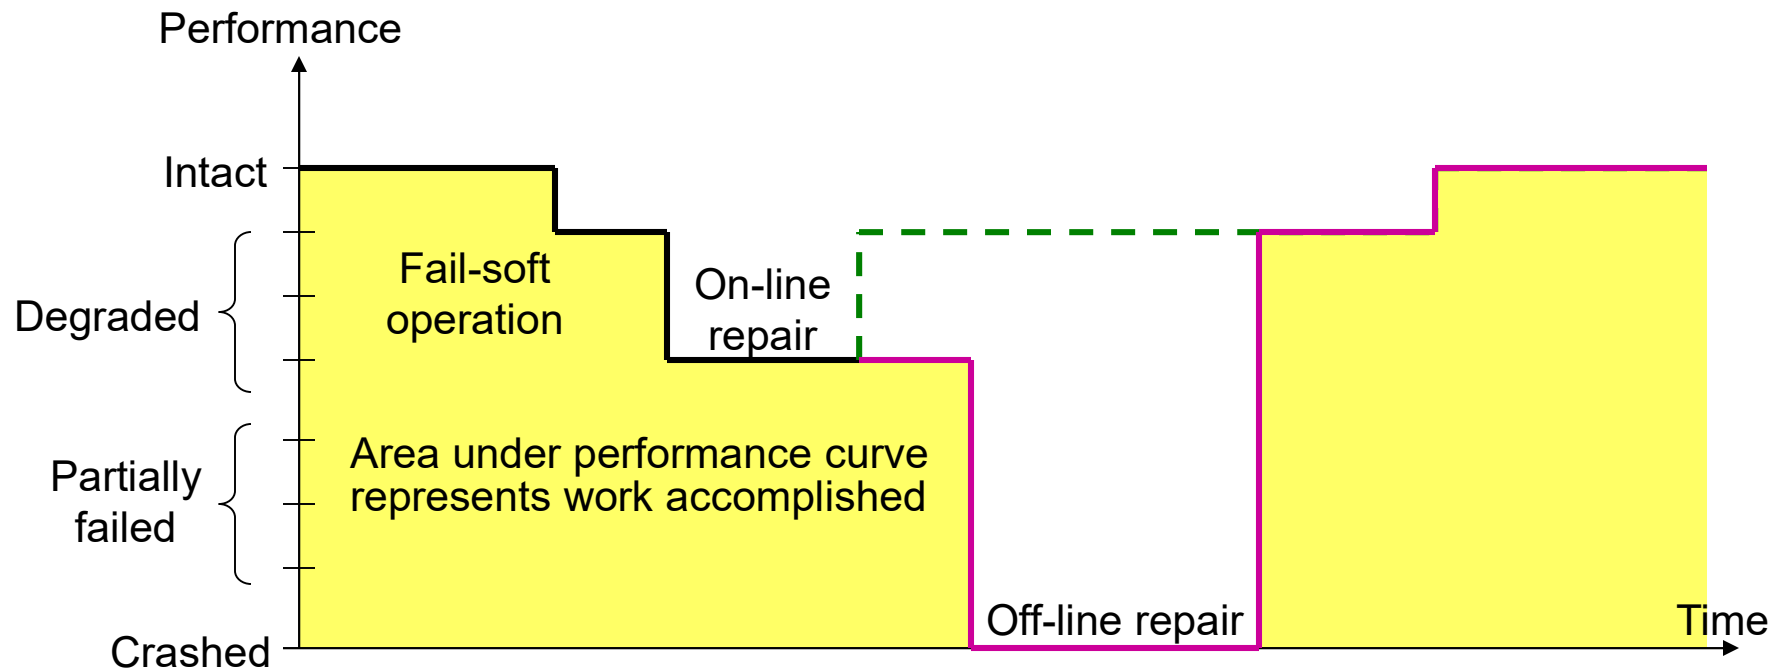 Performance
Intact
Fail-soft
operation
On-line
repair
Degraded
Area under performance curve
represents work accomplished
Partially
failed
Off-line repair
Time
Crashed